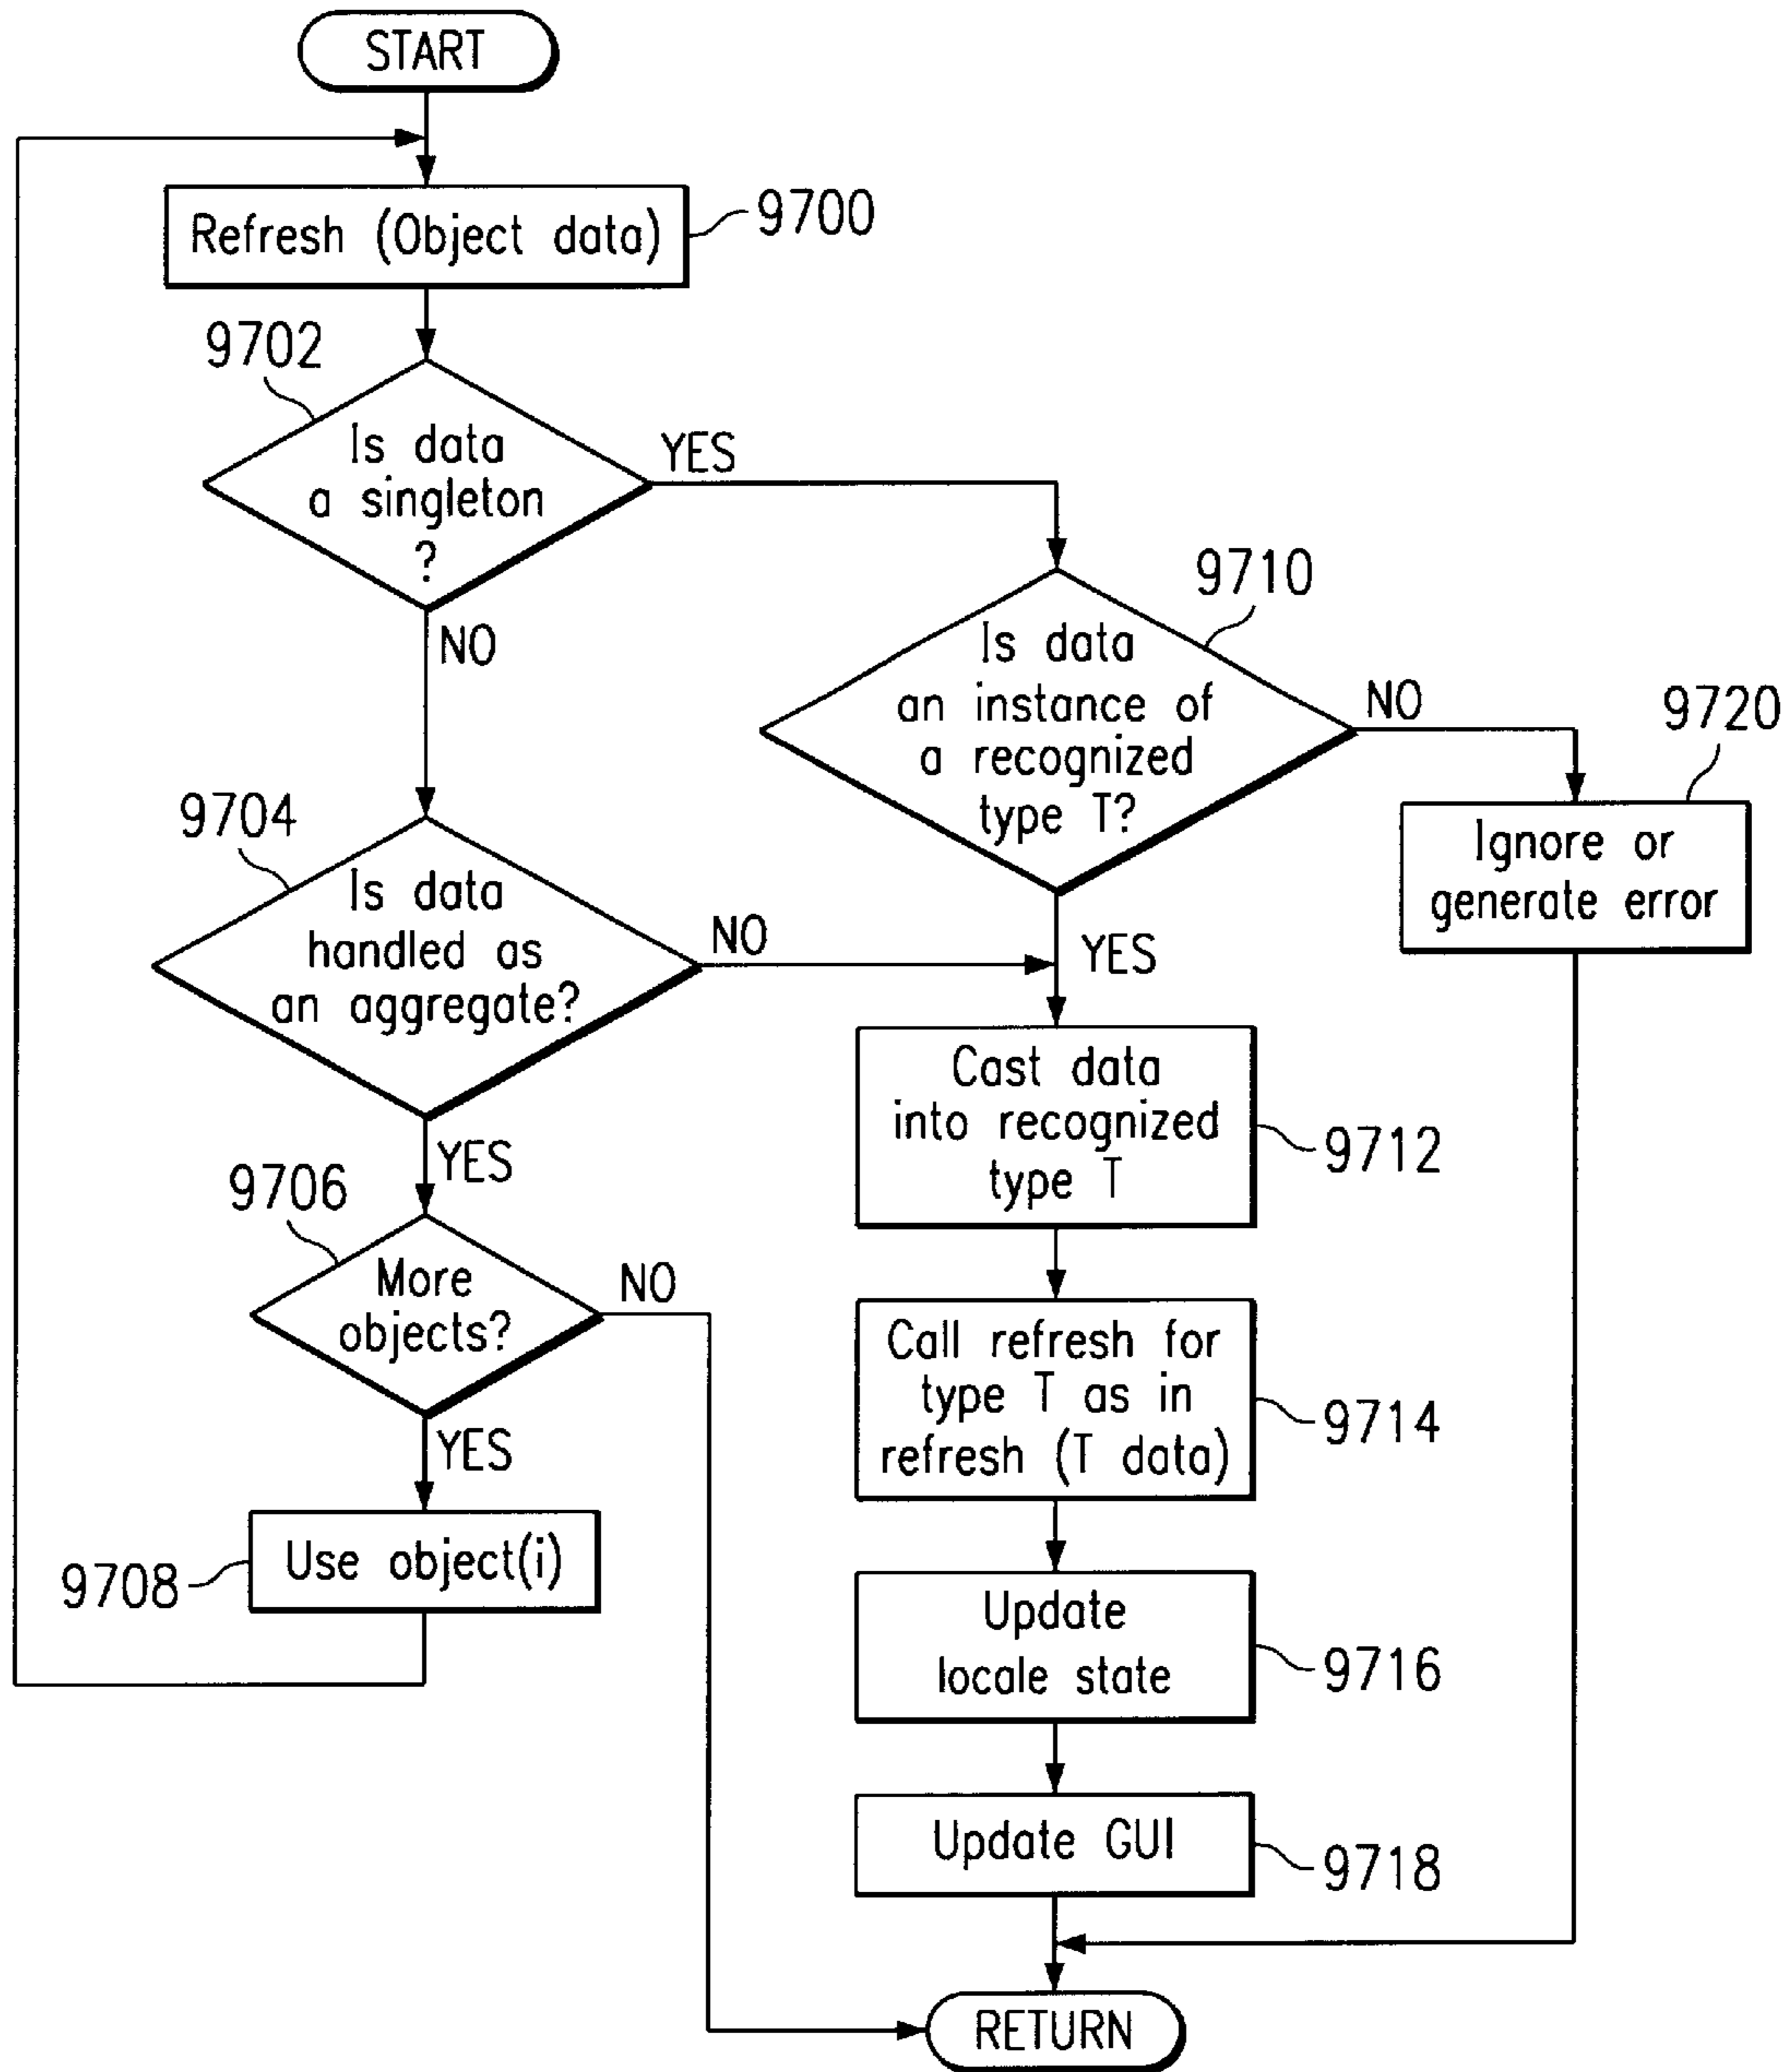 START
Refresh (Object data)
9700
9702
Is data
a singleton
?
YES
NO
9710
Is data
an instance of
a recognized
type T?
NO
9720
Ignore or
generate error
9704
Is data
handled as
an aggregate?
NO
YES
YES
Cast data
into recognized
type T
9712
9706
More
objects?
NO
YES
Call refresh for
type T as in
refresh (T data)
9714
9708
Use object(i)
Update
locale state
9716
Update GUI
9718
RETURN